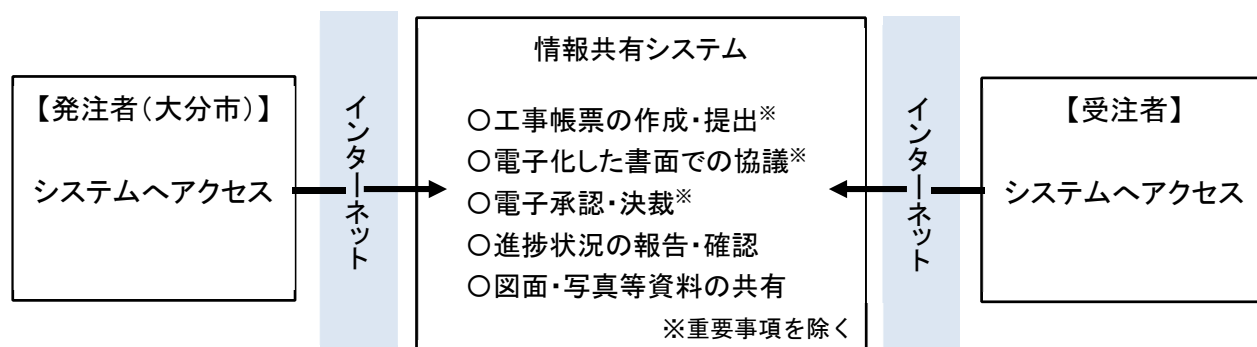 【発注者(大分市)】
システムへアクセス
インターネット
情報共有システム
○工事帳票の作成・提出※
○電子化した書面での協議※
○電子承認・決裁※
○進捗状況の報告・確認
○図面・写真等資料の共有
※重要事項を除く
インターネット
【受注者】
システムへアクセス